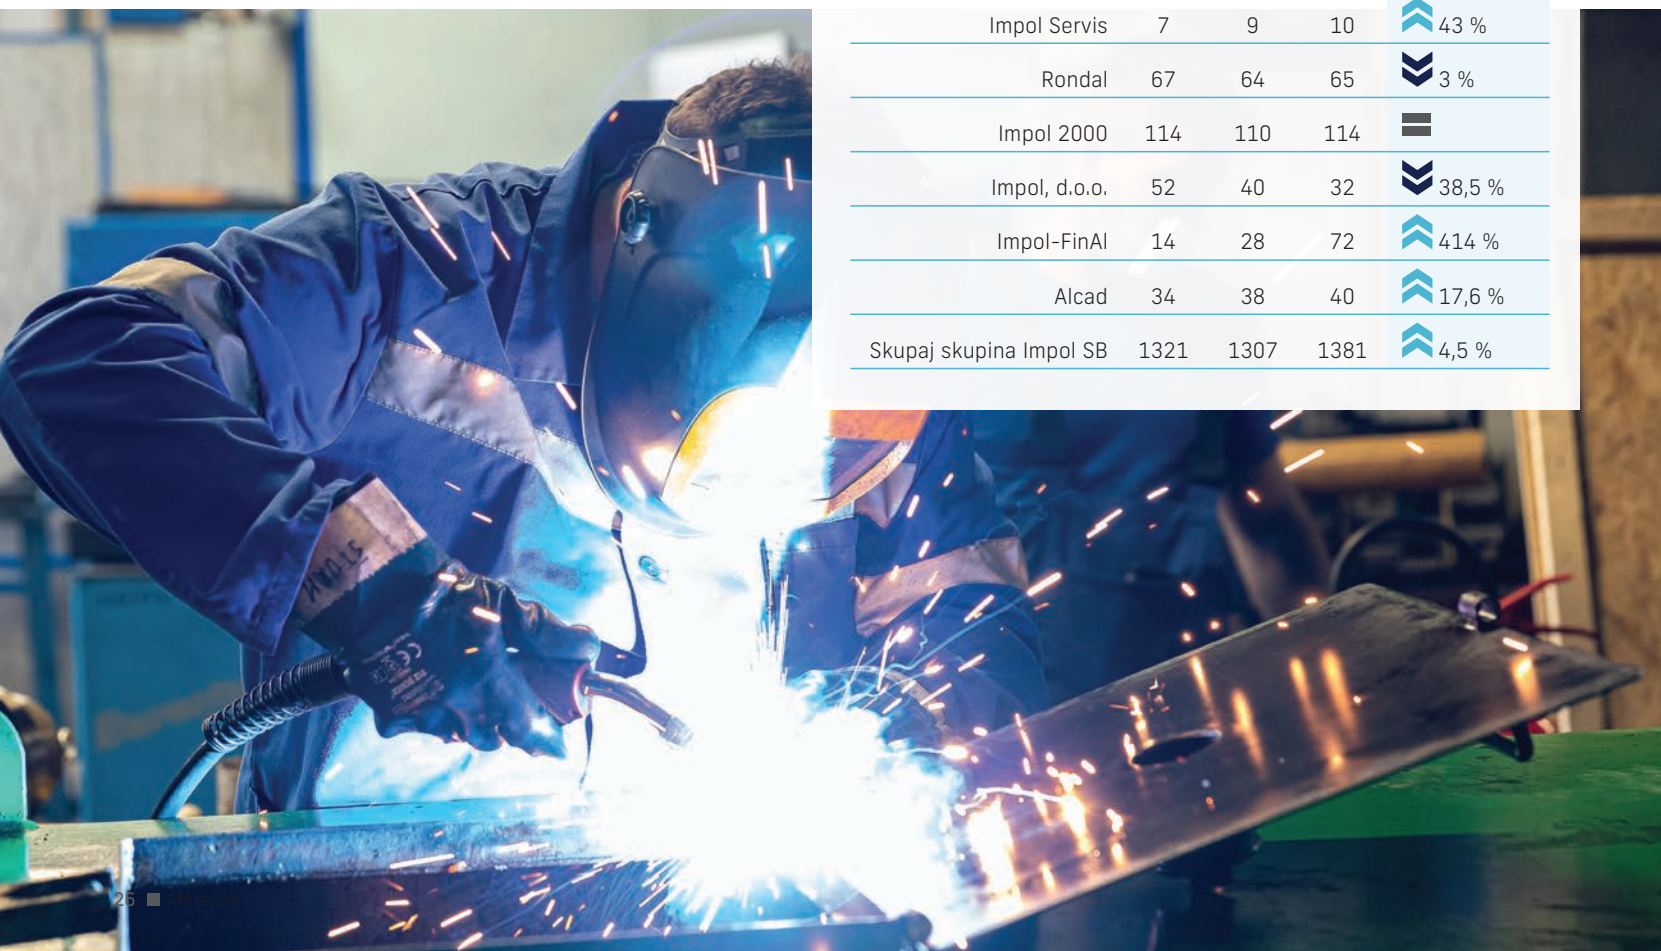 Impol Servis 7 9 10 43 %
Rondal 67 64 65 3 %
Impol 2000 114 110 114
Impol, d.o.o. 52 40 32 38,5 %
Impol-FinAl 14 28 72 414 %
Alcad 34 38 40 17,6 %
Skupaj skupina Impol SB 1321 1307 1381 4,5 %
26